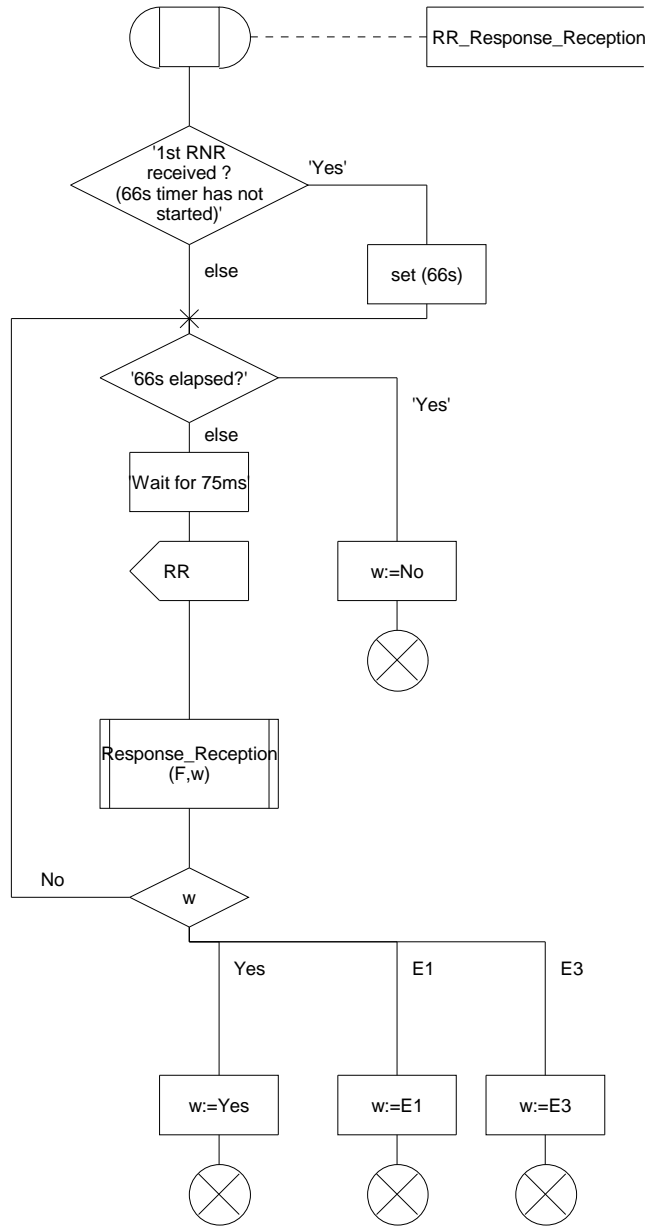 RR_Response_Reception
'1st RNR
received ?
(66s timer has not
started)'
'Yes'
else
set (66s)
'66s elapsed?'
'Yes'
else
'Wait for 75ms'
RR
w:=No
Response_Reception
(F,w)
No
w
Yes
E1
E3
w:=Yes
w:=E1
w:=E3